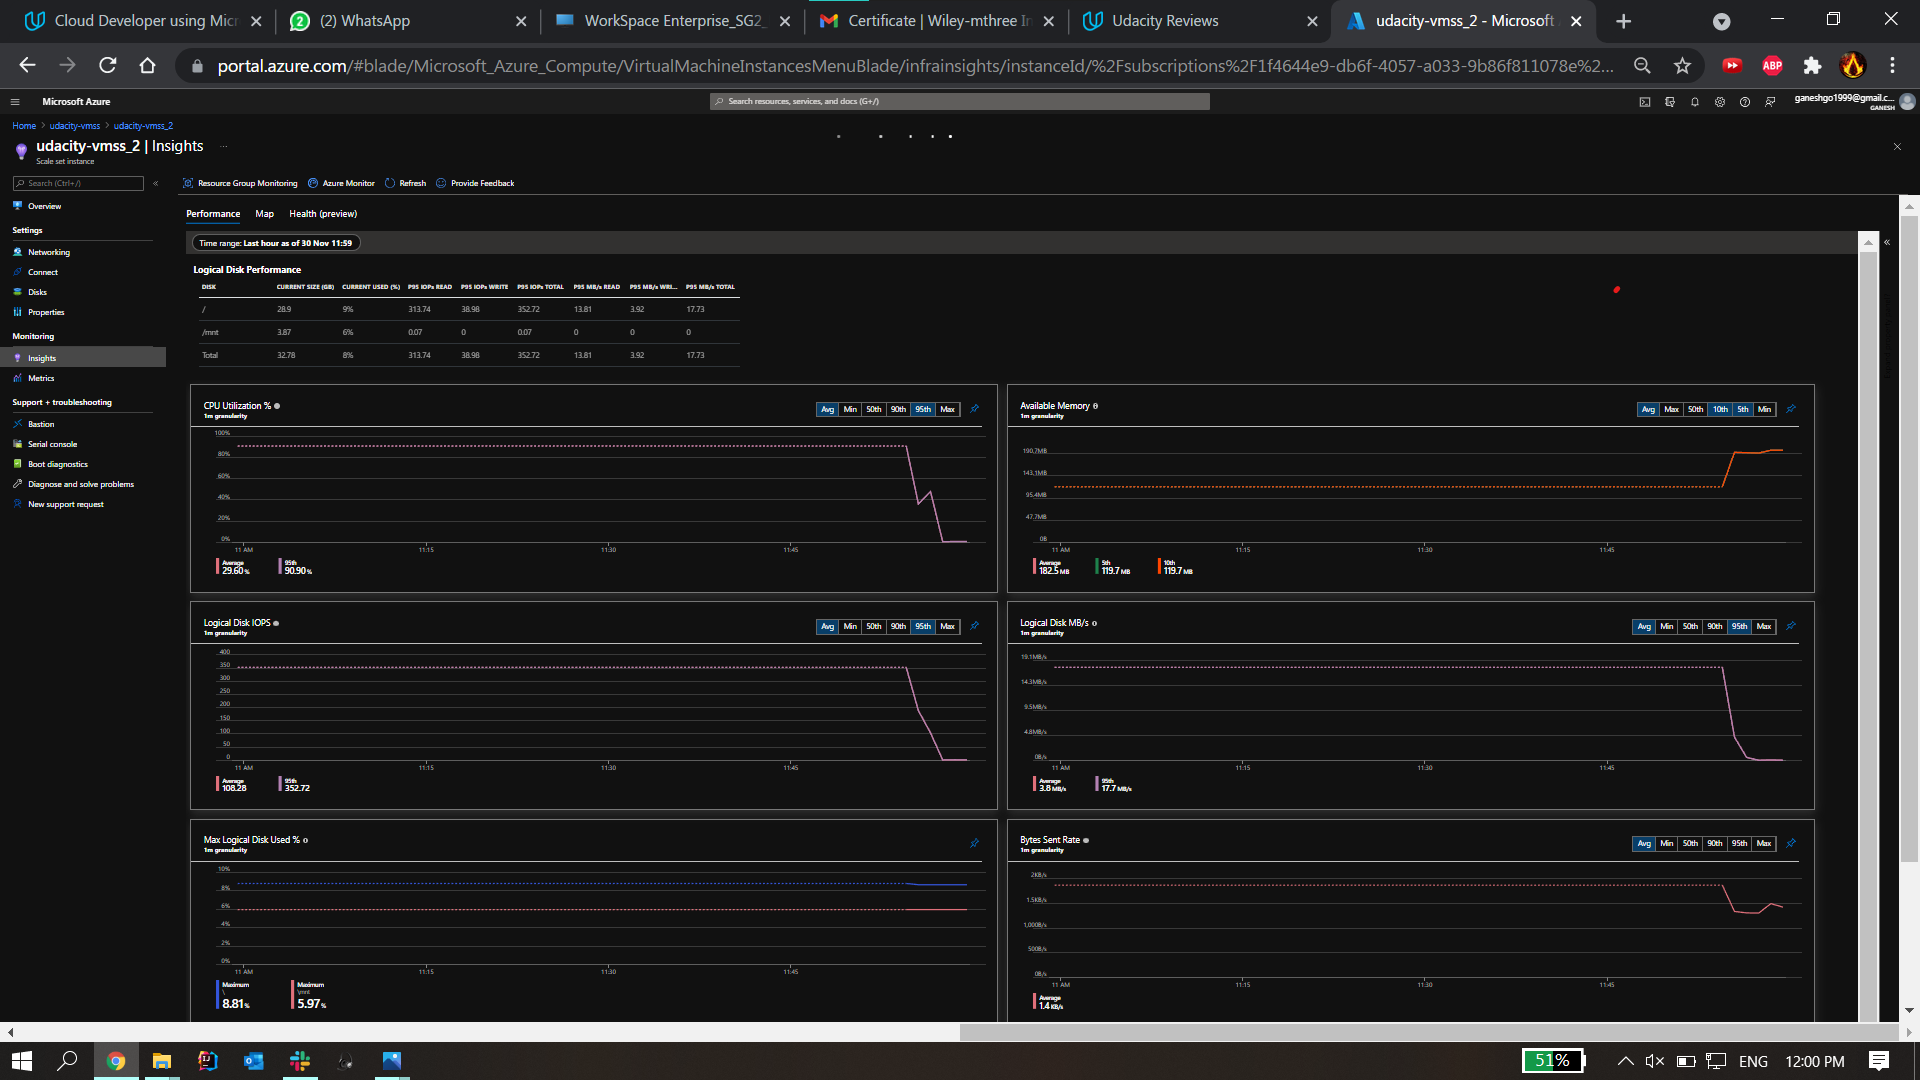 Cloud Developer using Micr
(2) WhatsApp
WorkSpace Enterprise_SG2_
Certificate | Wiley-mthree In
Udacity Reviews
udacity-vmss_2 - Microsoft
portal.azure.com/#blade/Microsoft_Azure_Compute/VirtualMachineInstancesMenuBlade/infrainsights/instanceId/%2Fsubscriptions%2F1f4644e9-db6f-4057-a033-9b86f811078e%2...
ABP
Microsoft Azure
Search resources, services, and docs (G+/)
ganeshgo1999@gmail.c...
GANESH
Home > udacity-vmss > udacity-vmss_2
udacity-vmss_2 | Insights ...
Scale set instance
Search (Ctrl+/)
Resource Group Monitoring Azure Monitor Refresh Provide Feedback
Overview
Settings
Networking
Connect
Disks
Properties
Monitoring
Insights
Metrics
Support + troubleshooting
Bastion
Serial console
Boot diagnostics
Diagnose and solve problems
New support request
Performance Map Health (preview)
Time range: Last hour as of 30 Nov 11:59
Logical Disk Performance
DISK CURRENT SIZE (GB) CURRENT USED (%) P95 IOPs READ P95 IOPs WRITE P95 IOPs TOTAL P95 MB/s READ P95 MB/s WRI... P95 MB/s TOTAL
/ 28.9 9% 313.74 38.98 352.72 13.81 3.92 17.73
/mnt 3.87 6% 0.07 0 0.07 0 0 0
Total 32.78 8% 313.74 38.98 352.72 13.81 3.92 17.73
CPU Utilization %
1m granularity
Avg Min 50th 90th 95th Max
100%
80%
60%
40%
20%
0%
11 AM 11:15 11:30 11:45
Average 95th
29.60% 90.90%
Available Memory
1m granularity
Avg Max 50th 10th 5th Min
190.7MB
143.1MB
95.4MB
47.7MB
0B
11 AM 11:15 11:30 11:45
Average 5th 10th
182.5 MB 119.7 MB 119.7 MB
Logical Disk IOPS
1m granularity
Avg Min 50th 90th 95th Max
400
350
300
250
200
150
100
50
0
11 AM 11:15 11:30 11:45
Average 95th
108.28 352.72
Logical Disk MB/s
1m granularity
Avg Min 50th 90th 95th Max
19.1MB/s
14.3MB/s
9.5MB/s
4.8MB/s
0B/s
11 AM 11:15 11:30 11:45
Average 95th
3.8 MB/s 17.7 MB/s
Max Logical Disk Used %
1m granularity
10%
8%
6%
4%
2%
0%
11 AM 11:15 11:30 11:45
Maximum Maximum
\ \mnt
8.81% 5.97%
Bytes Sent Rate
1m granularity
Avg Min 50th 90th 95th Max
2KB/s
1.5KB/s
1,000B/s
500B/s
0B/s
11 AM 11:15 11:30 11:45
Average
1.4 KB/s
51%
ENG
12:00 PM